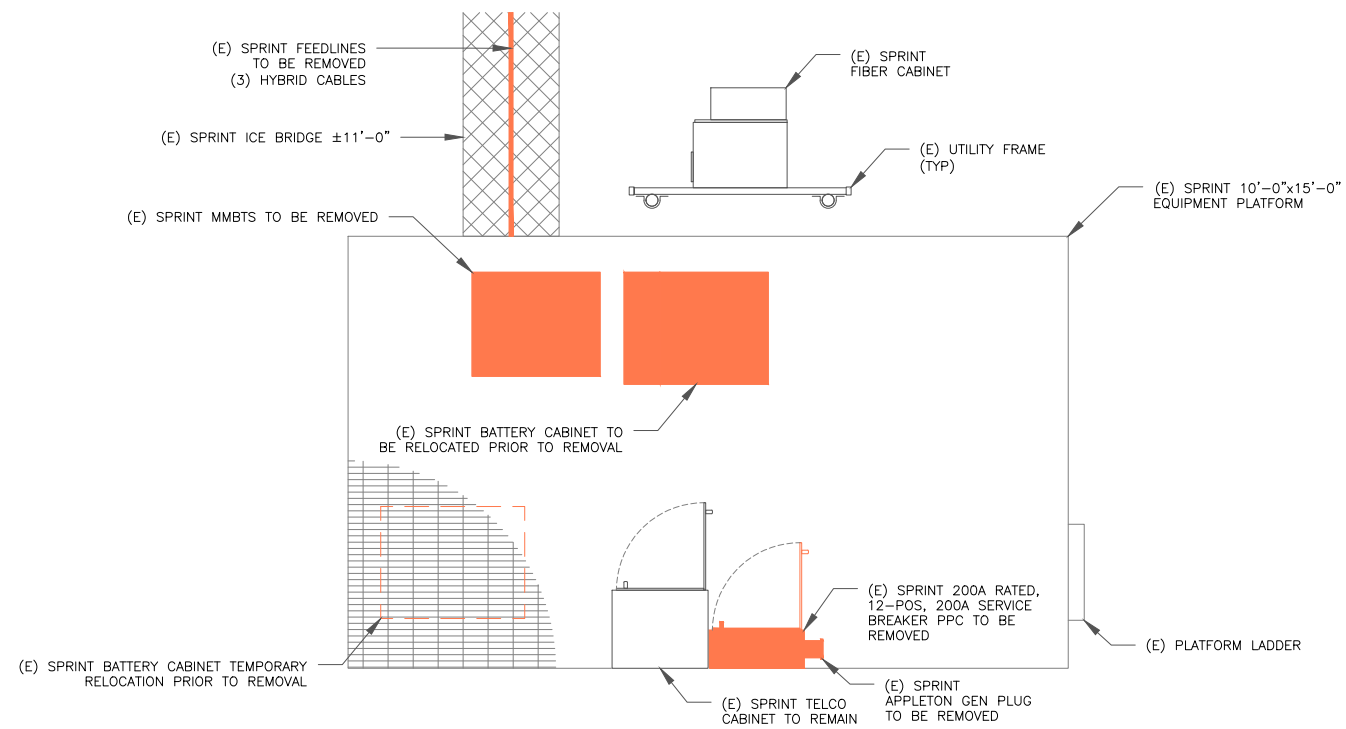 (E) SPRINT FEEDLINES
TO BE REMOVED
(3) HYBRID CABLES
(E) SPRINT
FIBER CABINET
(E) SPRINT ICE BRIDGE ±11'-0"
(E) UTILITY FRAME
(TYP)
(E) SPRINT 10'-0"x15'-0"
EQUIPMENT PLATFORM
(E) SPRINT MMBTS TO BE REMOVED
(E) SPRINT BATTERY CABINET TO
BE RELOCATED PRIOR TO REMOVAL
(E) SPRINT 200A RATED,
12-POS, 200A SERVICE
BREAKER PPC TO BE
REMOVED
(E) PLATFORM LADDER
(E) SPRINT BATTERY CABINET TEMPORARY
RELOCATION PRIOR TO REMOVAL
(E) SPRINT TELCO
CABINET TO REMAIN
(E) SPRINT
APPLETON GEN PLUG
TO BE REMOVED